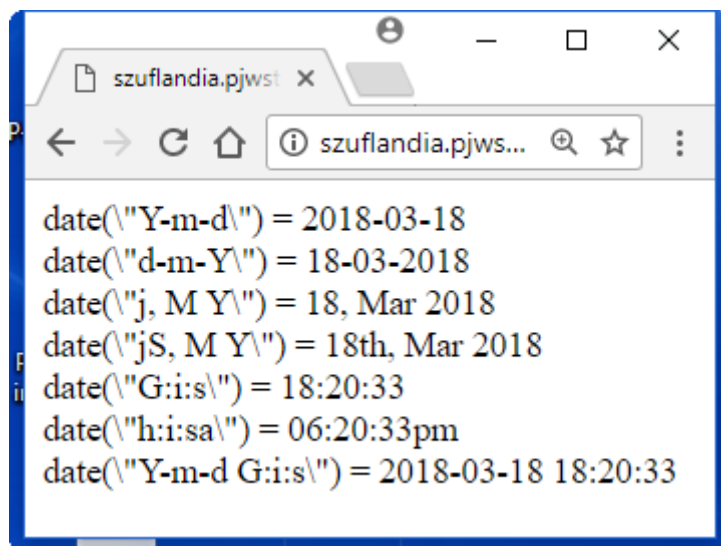 szuflandia.pjwst
szuflandia.pjws...
date(\"Y-m-d\") = 2018-03-18
date(\"d-m-Y\") = 18-03-2018
date(\"j, M Y\") = 18, Mar 2018
date(\"jS, M Y\") = 18th, Mar 2018
date(\"G:i:s\") = 18:20:33
date(\"h:i:sa\") = 06:20:33pm
date(\"Y-m-d G:i:s\") = 2018-03-18 18:20:33